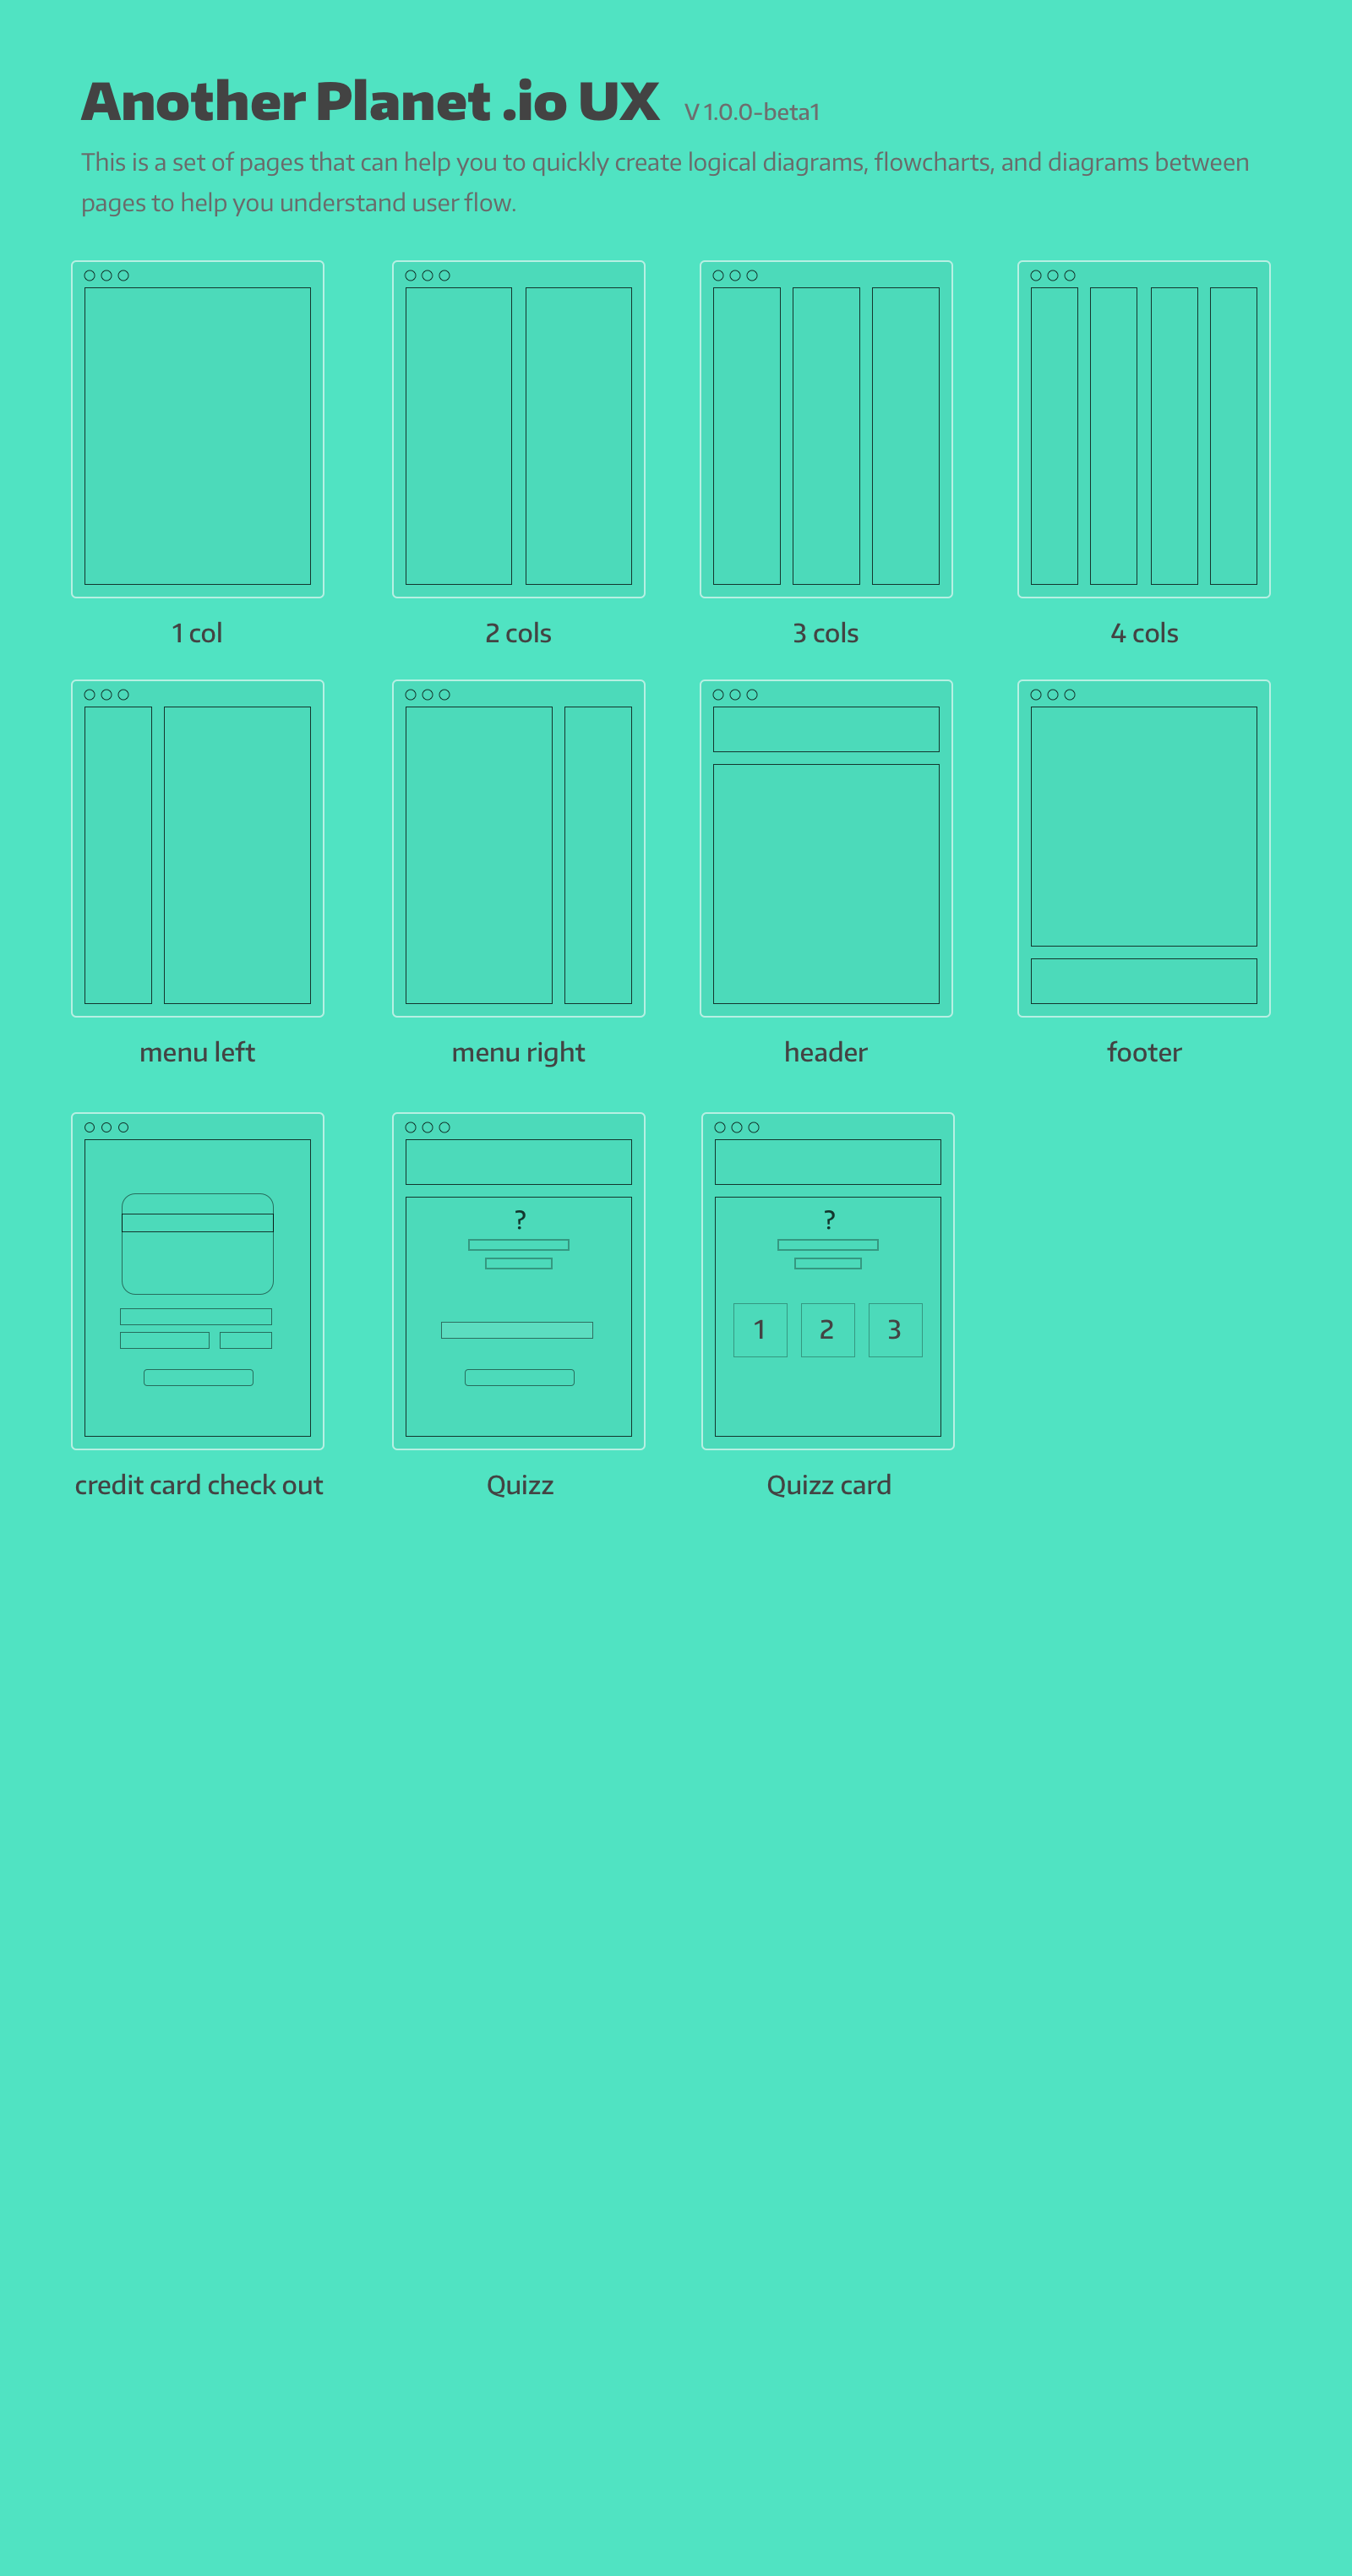 Another Planet .io UX V 1.0.0-beta1
This is a set of pages that can help you to quickly create logical diagrams, flowcharts, and diagrams between
pages to help you understand user flow.
1 col
2 cols
3 cols
4 cols
menu left
menu right
header
footer
?
?
1 2 3
credit card check out
Quizz
Quizz card